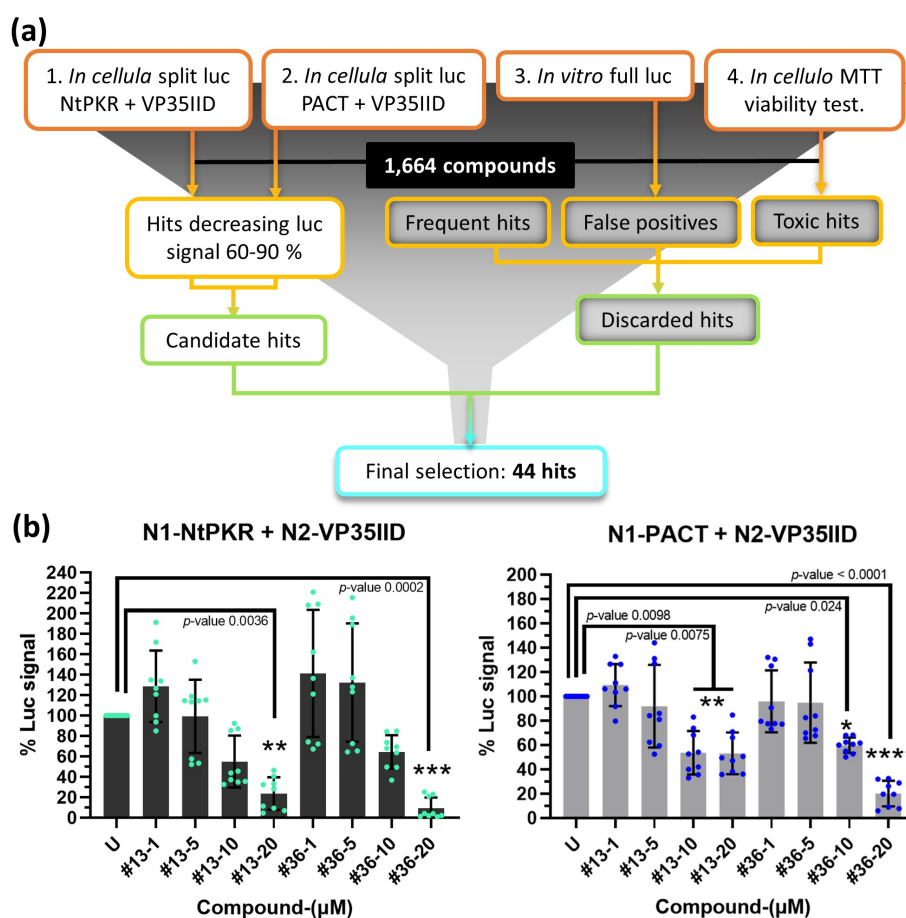 (a)
1. In cellula split luc
NtPKR + VP35IID
2. In cellula split luc
PACT + VP35IID
3. In vitro full luc
4. In cellulo MTT
viability test.
1,664 compounds
Hits decreasing luc
signal 60-90 %
Frequent hits
False positives
Toxic hits
Candidate hits
Discarded hits
Final selection: 44 hits
(b)
N1-NtPKR + N2-VP35IID
% Luc signal
240
220
200
180
160
140
120
100
80
60
40
20
0
p-value 0.0002
p-value 0.0036
**
***
U
#13-1
#13-5
#13-10
#13-20
#36-1
#36-5
#36-10
#36-20
Compound-(µM)
N1-PACT + N2-VP35IID
% Luc signal
200
180
160
140
120
100
80
60
40
20
0
p-value < 0.0001
p-value 0.024
p-value 0.0098
p-value 0.0075
**
*
****
U
#13-1
#13-5
#13-10
#13-20
#36-1
#36-5
#36-10
#36-20
Compound-(µM)